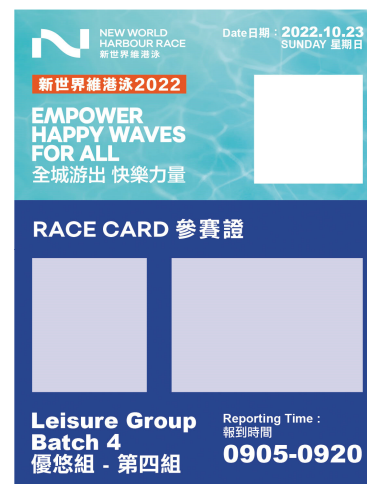 NEW WORLD
HARBOUR RACE
新世界維港泳
Date日期：2022.10.23
SUNDAY 星期日
新世界維港泳2022
EMPOWER
HAPPY WAVES
FOR ALL
全城游出 快樂力量
RACE CARD 參賽證
Leisure Group
Batch 4
優悠組 - 第四組
Reporting Time :
報到時間
0905-0920